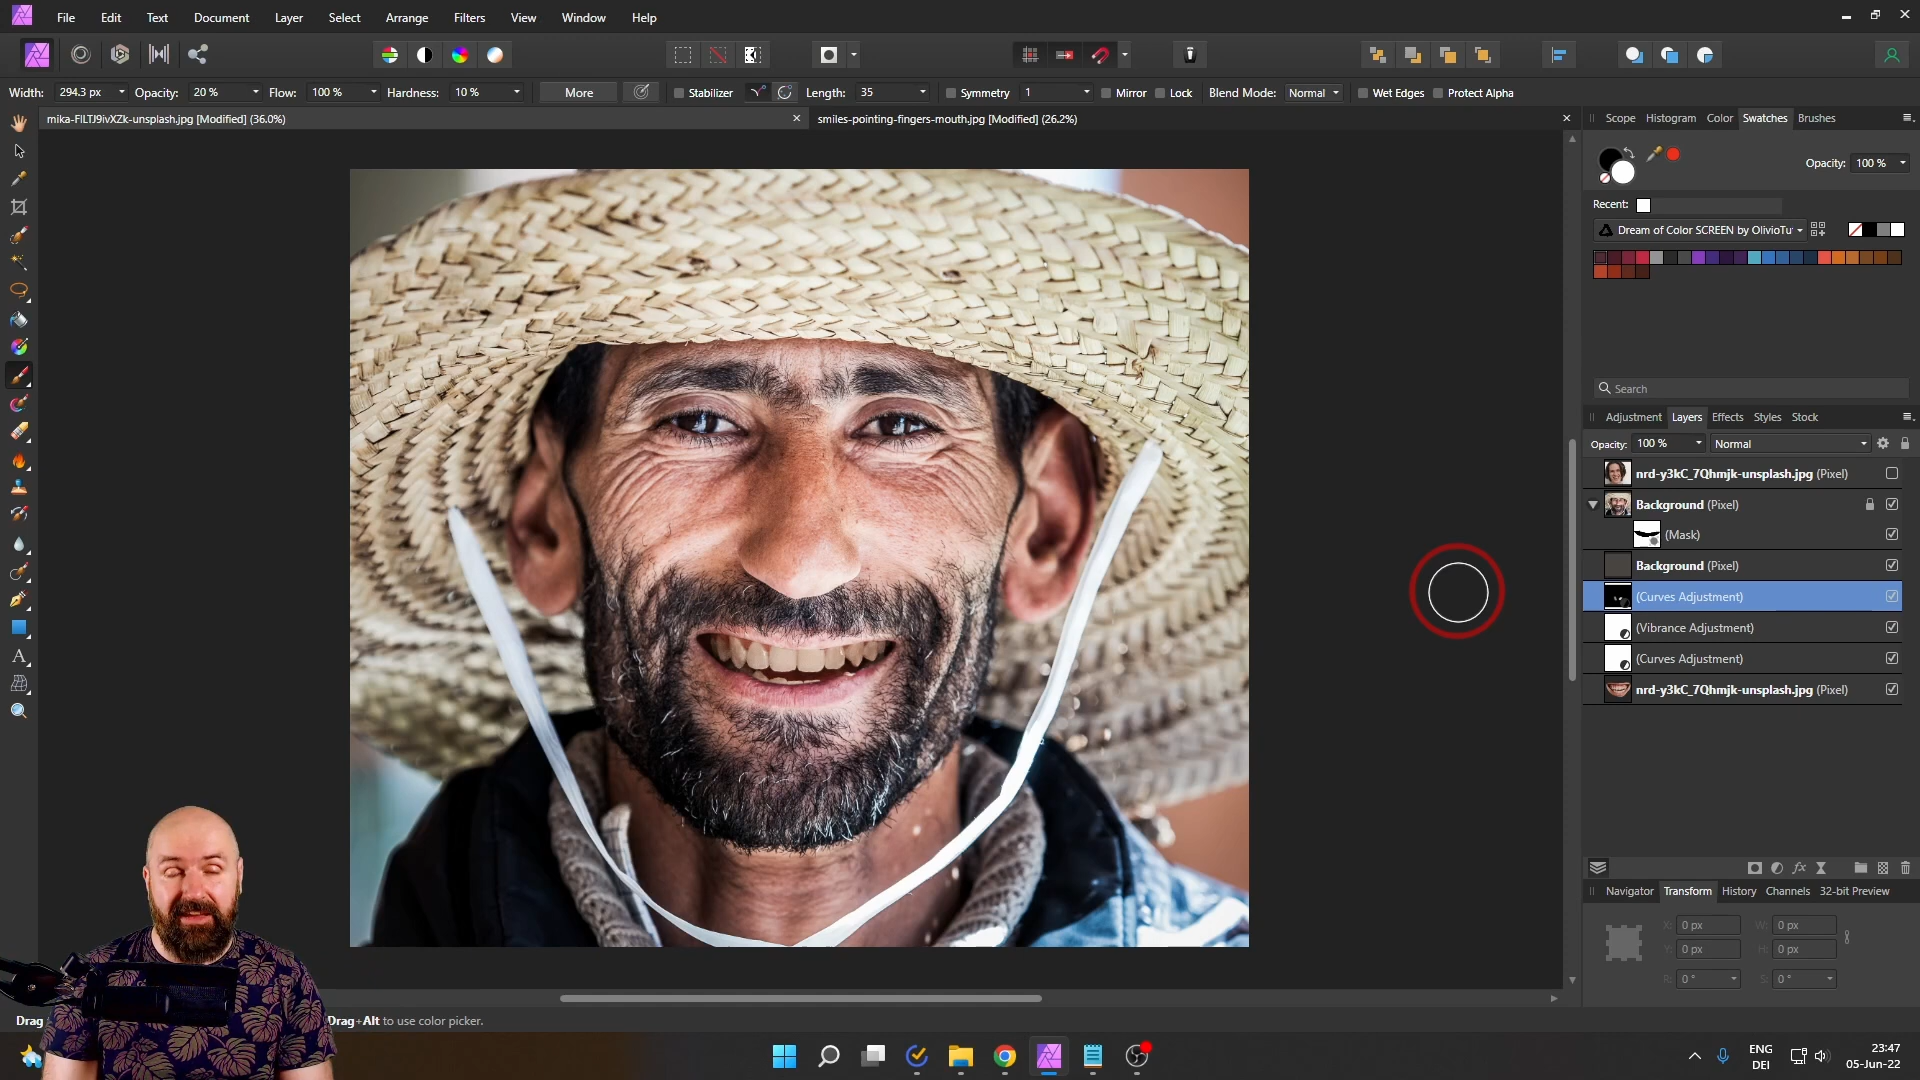 File Edit Text Document Layer Select Arrange Filters View Window Help
Width: 294.3 px Opacity: 20 % Flow: 100 % Hardness: 10 % More Stabilizer Length: 35 Symmetry 1 Mirror Lock Blend Mode: Normal Wet Edges Protect Alpha
mika-FlLTJ9ivXZk-unsplash.jpg [Modified] (36.0%)
smiles-pointing-fingers-mouth.jpg [Modified] (26.2%)
Scope Histogram Color Swatches Brushes
Opacity: 100 %
Recent:
Dream of Color SCREEN by OlivioTu
Search
Adjustment Layers Effects Styles Stock
Opacity: 100 % Normal
nrd-y3kC_7Qhmjk-unsplash.jpg (Pixel)
Background (Pixel)
(Mask)
Background (Pixel)
(Curves Adjustment)
(Vibrance Adjustment)
(Curves Adjustment)
nrd-y3kC_7Qhmjk-unsplash.jpg (Pixel)
Navigator Transform History Channels 32-bit Preview
X: 0 px W: 0 px
Y: 0 px H: 0 px
R: 0 ° S: 0 °
Drag
Drag+Alt to use color picker.
ENG
DEI
23:47
05-Jun-22